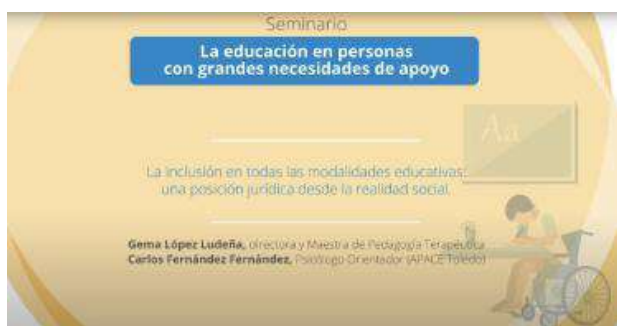 Seminario
La educación en personas
con grandes necesidades de apoyo
Aa
La inclusión en todas las modalidades educativas:
una posición jurídica desde la realidad social.
Gema López Ludeña, directora y Maestra de Pedagogía Terapéutica
Carlos Fernández Fernández, Psicólogo Orientador (APACE Toledo)